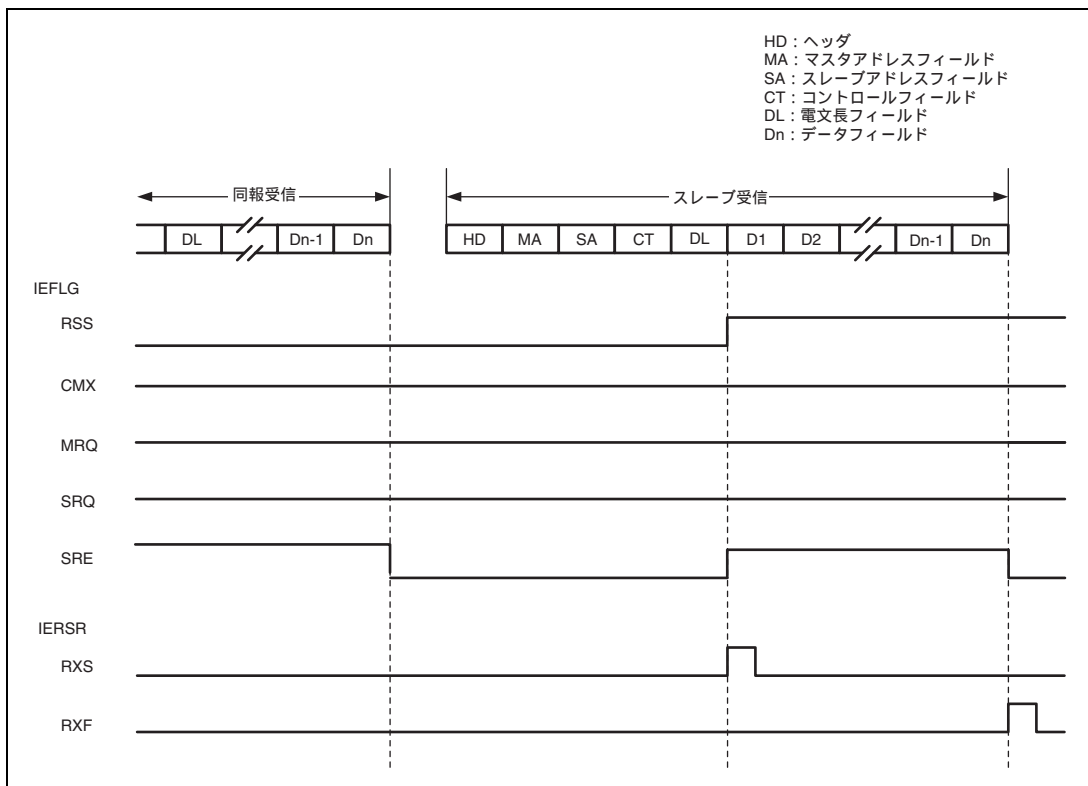 HD：ヘッダ
MA：マスタアドレスフィールド
SA：スレーブアドレスフィールド
CT：コントロールフィールド
DL：電文長フィールド
Dn：データフィールド
同報受信 スレーブ受信
DL Dn-1 Dn HD MA SA CT DL D1 D2 Dn-1 Dn
IEFLG
RSS
CMX
MRQ
SRQ
SRE
IERSR
RXS
RXF